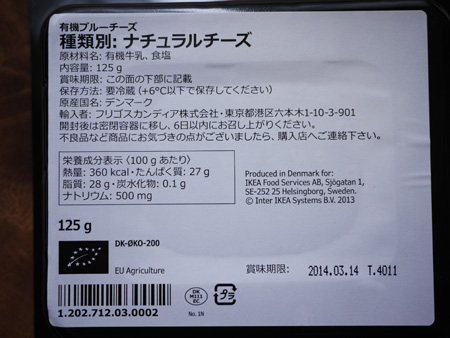 有機ブルーチーズ
種類別: ナチュラルチーズ
原材料名: 有機牛乳、食塩
内容量: 125 g
賞味期限: この面の下部に記載
保存方法: 要冷蔵 (+6℃以下で保存してください)
原産国名: デンマーク
輸入者: フリゴスカンディア株式会社・東京都港区六本木1-10-3-901
開封後は密閉容器に移し、6日以内にお召し上がりください。
不良品など商品にお気づきの点がございましたら、購入店へご連絡下さい。
栄養成分表示〈100 g あたり〉
熱量: 360 kcal・たんぱく質: 27 g
脂質: 28 g・炭水化物: 0.1 g
ナトリウム: 500 mg
Produced in Denmark for:
IKEA Food Services AB, Sjögatan 1,
SE-252 25 Helsingborg, Sweden.
© Inter IKEA Systems B.V. 2013
125 g
DK-ØKO-200
EU Agriculture
賞味期限: 2014.03.14 T.4011
DK
M111
EC
プラ
No. 1N
1.202.712.03.0002